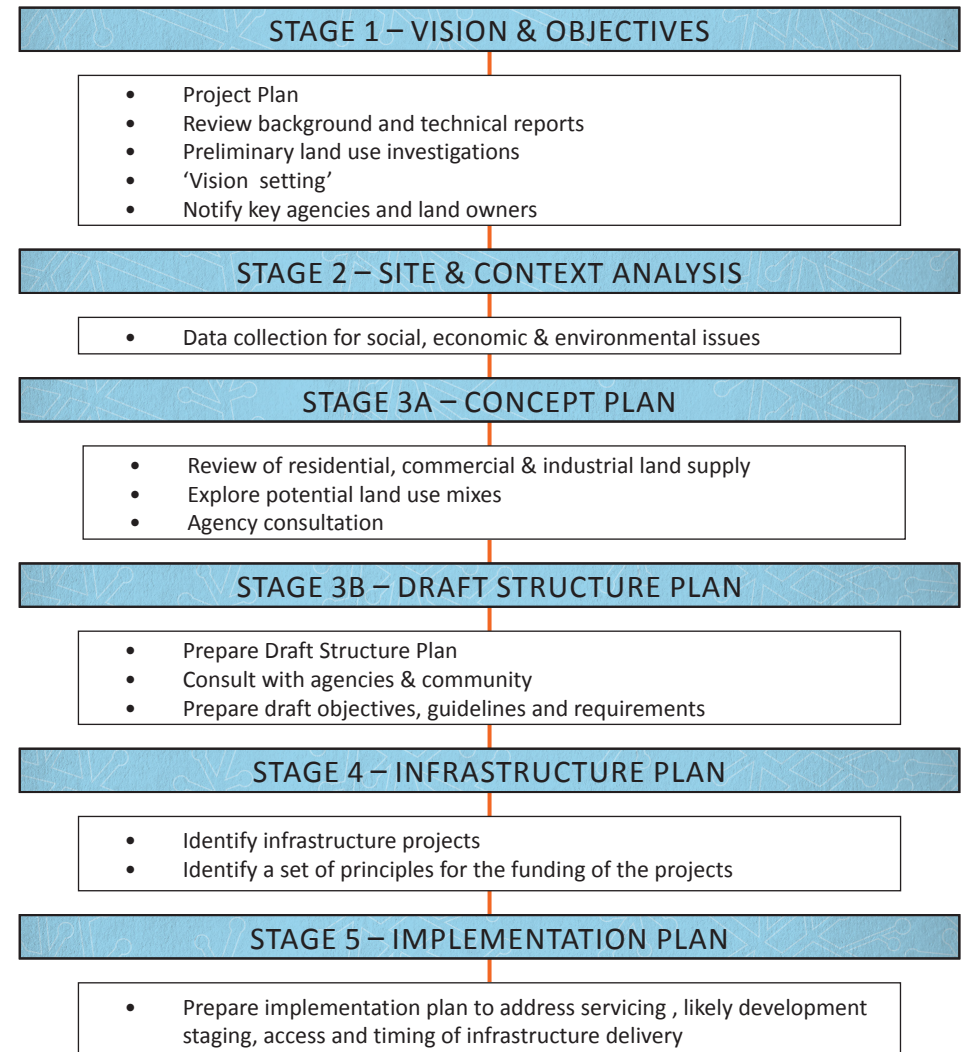 STAGE 1 – VISION & OBJECTIVES
• Project Plan
• Review background and technical reports
• Preliminary land use investigations
• ‘Vision setting’
• Notify key agencies and land owners
STAGE 2 – SITE & CONTEXT ANALYSIS
• Data collection for social, economic & environmental issues
STAGE 3A – CONCEPT PLAN
• Review of residential, commercial & industrial land supply
• Explore potential land use mixes
• Agency consultation
STAGE 3B – DRAFT STRUCTURE PLAN
• Prepare Draft Structure Plan
• Consult with agencies & community
• Prepare draft objectives, guidelines and requirements
STAGE 4 – INFRASTRUCTURE PLAN
• Identify infrastructure projects
• Identify a set of principles for the funding of the projects
STAGE 5 – IMPLEMENTATION PLAN
• Prepare implementation plan to address servicing , likely development
staging, access and timing of infrastructure delivery